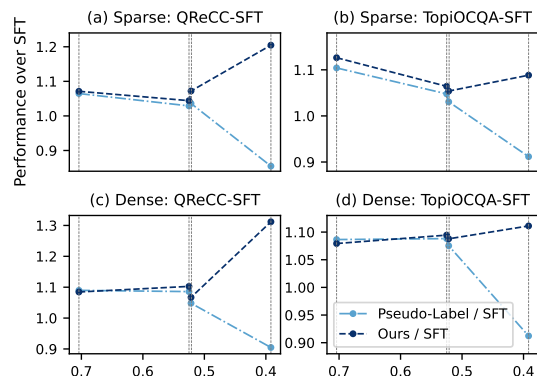 (a) Sparse: QReCC-SFT
(b) Sparse: TopiOCQA-SFT
Performance over SFT
1.2
1.1
1.0
0.9
1.1
1.0
0.9
(c) Dense: QReCC-SFT
(d) Dense: TopiOCQA-SFT
1.3
1.2
1.1
1.0
0.9
1.10
1.05
1.00
0.95
0.90
Pseudo-Label / SFT
Ours / SFT
0.7 0.6 0.5 0.4
0.7 0.6 0.5 0.4